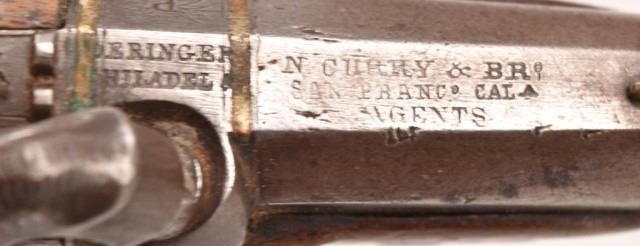 DERINGER
PHILADEL
N CURRY & BRO
SAN FRANCO CALA
AGENTS
P